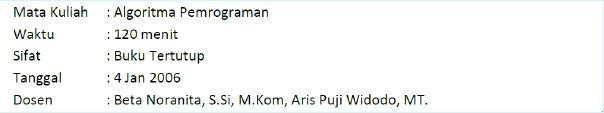 Mata Kuliah : Algoritma Pemrograman
Waktu : 120 menit
Sifat : Buku Tertutup
Tanggal : 4 Jan 2006
Dosen : Beta Noranita, S.Si, M.Kom, Aris Puji Widodo, MT.